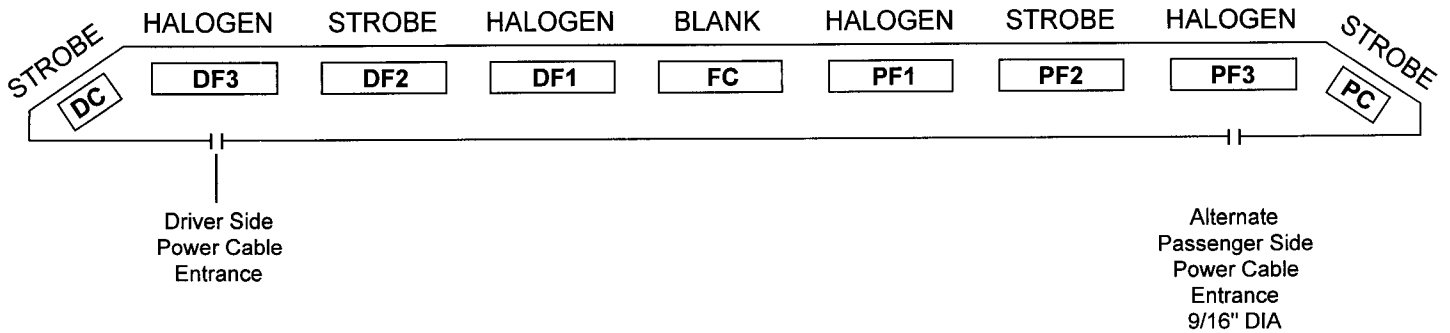 STROBE HALOGEN STROBE HALOGEN BLANK HALOGEN STROBE HALOGEN STROBE
DC DF3 DF2 DF1 FC PF1 PF2 PF3 PC
Driver Side
Power Cable
Entrance
Alternate
Passenger Side
Power Cable
Entrance
9/16" DIA